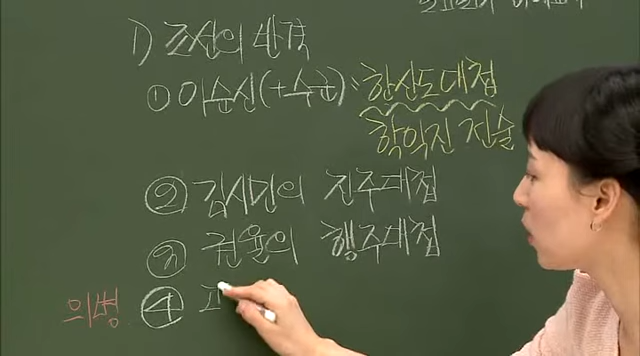 1) 조선의 반격
① 이순신(+수군): 한산도대첩
학익진 전술
② 김시민의 진주대첩
③ 권율의 행주대첩
의병 ④